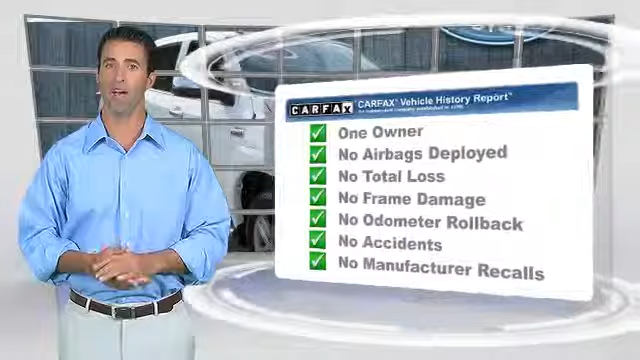 CARFAX CARFAX Vehicle History Report™
One Owner
No Airbags Deployed
No Total Loss
No Frame Damage
No Odometer Rollback
No Accidents
No Manufacturer Recalls